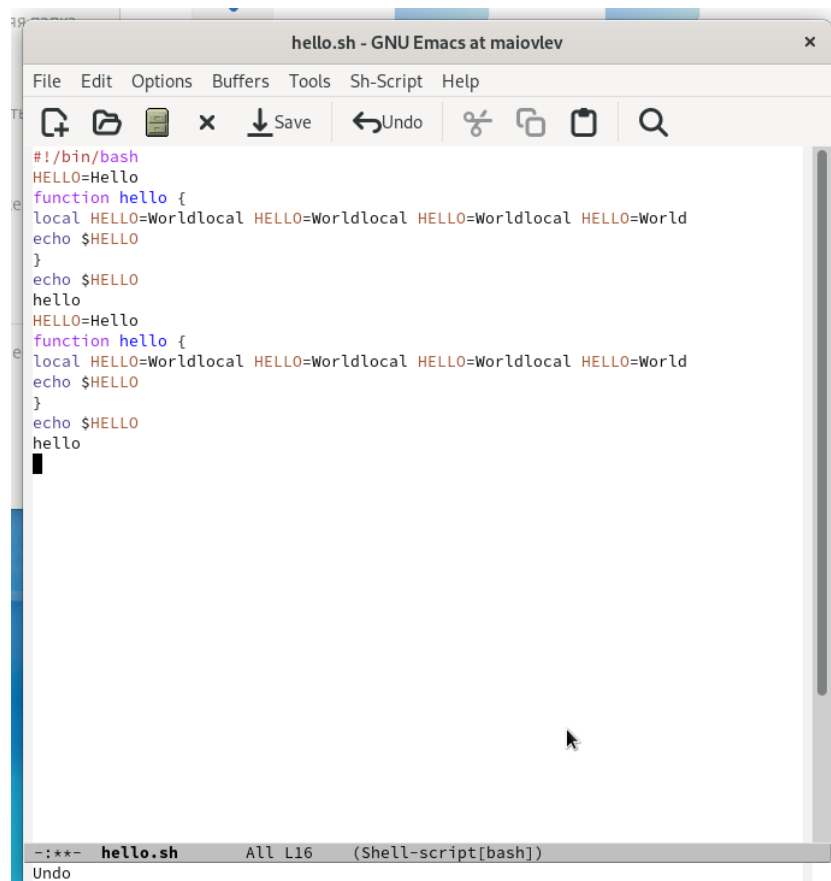 яя папка
hello.sh - GNU Emacs at maiovlev
File Edit Options Buffers Tools Sh-Script Help
Save Undo
#!/bin/bash
HELLO=Hello
function hello {
local HELLO=Worldlocal HELLO=Worldlocal HELLO=Worldlocal HELLO=World
echo $HELLO
}
echo $HELLO
hello
HELLO=Hello
function hello {
local HELLO=Worldlocal HELLO=Worldlocal HELLO=Worldlocal HELLO=World
echo $HELLO
}
echo $HELLO
hello
-:**- hello.sh All L16 (Shell-script[bash])
Undo